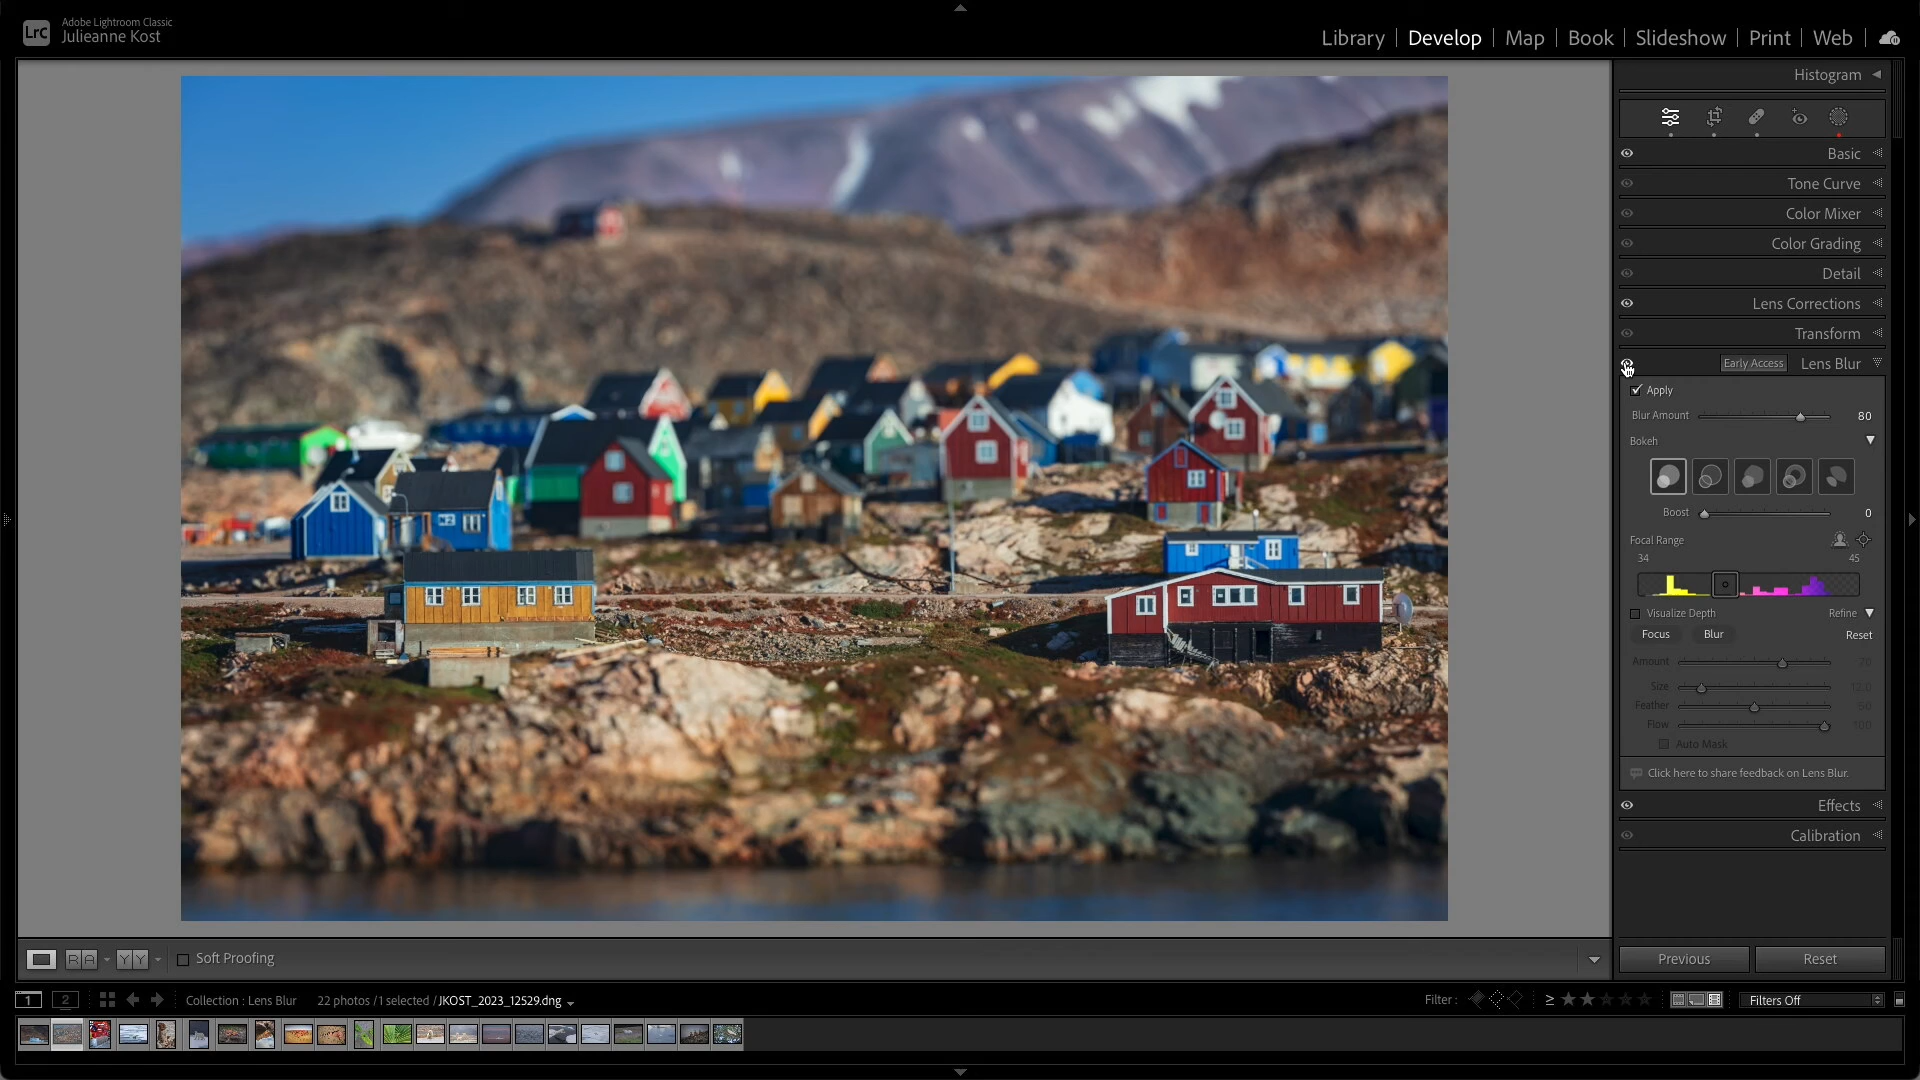 LrC
Adobe Lightroom Classic
Julieanne Kost
Library | Develop | Map | Book | Slideshow | Print | Web
Histogram
Basic
Tone Curve
Color Mixer
Color Grading
Detail
Lens Corrections
Transform
Early Access Lens Blur
Apply
Blur Amount 80
Bokeh
Boost 0
Focal Range
34 45
Visualize Depth Refine
Focus Blur Reset
Amount 70
Size
Feather 50
Flow 100
Auto Mask
Click here to share feedback on Lens Blur.
Effects
Calibration
Previous Reset
R A Y Y Soft Proofing
1 2 Collection : Lens Blur 22 photos / 1 selected / JKOST_2023_12529.dng Filter : ≥ Filters Off